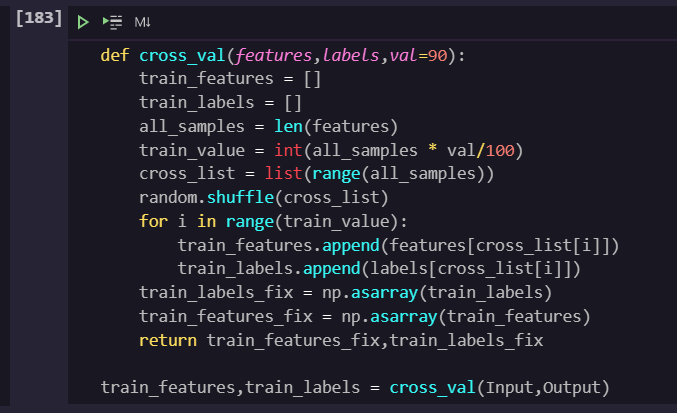 [183] M↓
def cross_val(features,labels,val=90):
    train_features = []
    train_labels = []
    all_samples = len(features)
    train_value = int(all_samples * val/100)
    cross_list = list(range(all_samples))
    random.shuffle(cross_list)
    for i in range(train_value):
        train_features.append(features[cross_list[i]])
        train_labels.append(labels[cross_list[i]])
    train_labels_fix = np.asarray(train_labels)
    train_features_fix = np.asarray(train_features)
    return train_features_fix,train_labels_fix

train_features,train_labels = cross_val(Input,Output)